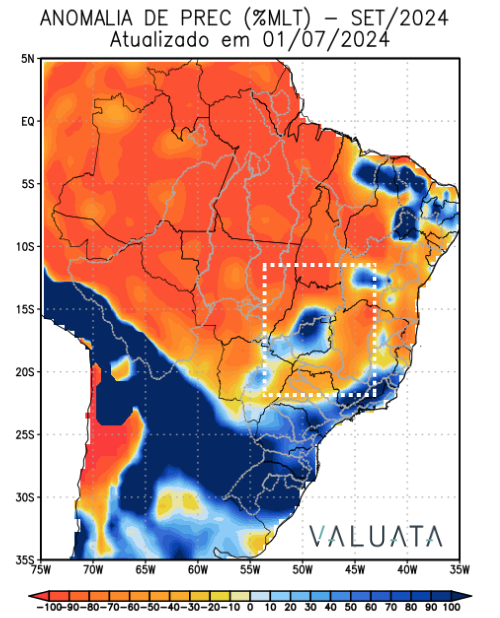 ANOMALIA DE PREC (%MLT) – SET/2024
Atualizado em 01/07/2024
5N
EQ
5S
10S
15S
20S
25S
30S
35S
VALUATA
75W 70W 65W 60W 55W 50W 45W 40W 35W
-100 -90 -80 -70 -60 -50 -40 -30 -20 -10 0 10 20 30 40 50 60 70 80 90 100